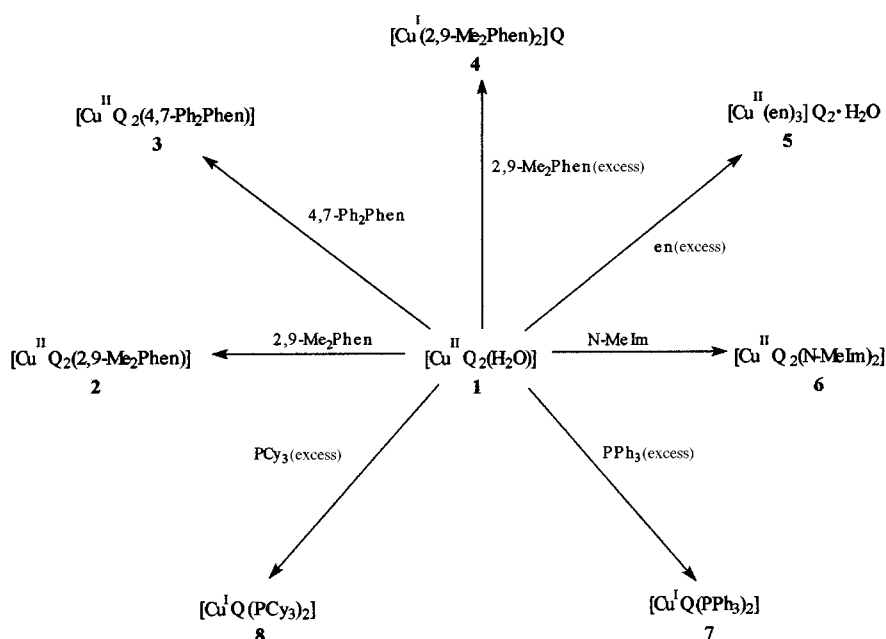 [Cu^I(2,9-Me₂Phen)₂]Q
4
[Cu^II Q₂(4,7-Ph₂Phen)]
3
[Cu^II(en)₃]Q₂·H₂O
5
2,9-Me₂Phen(excess)
4,7-Ph₂Phen
en(excess)
[Cu^II Q₂(2,9-Me₂Phen)]
2
2,9-Me₂Phen
[Cu^II Q₂(H₂O)]
1
N-MeIm
[Cu^II Q₂(N-MeIm)₂]
6
PCy₃(excess)
PPh₃(excess)
[Cu^I Q(PCy₃)₂]
8
[Cu^I Q(PPh₃)₂]
7